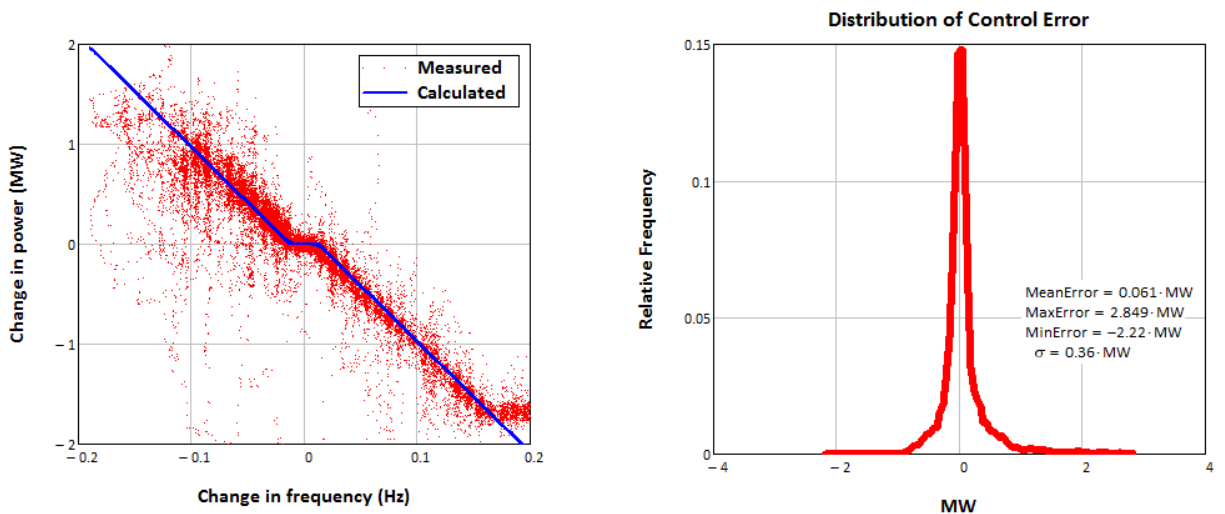 2
1
0
−1
−2
−0.2
−0.1
0
0.1
0.2
Change in power (MW)
Change in frequency (Hz)
Measured
Calculated
Distribution of Control Error
0.15
0.15
0.05
0
−4
−2
0
2
4
Relative Frequency
MW
MeanError = 0.061· MW
MaxError = 2.849· MW
MinError = −2.22· MW
σ = 0.36· MW